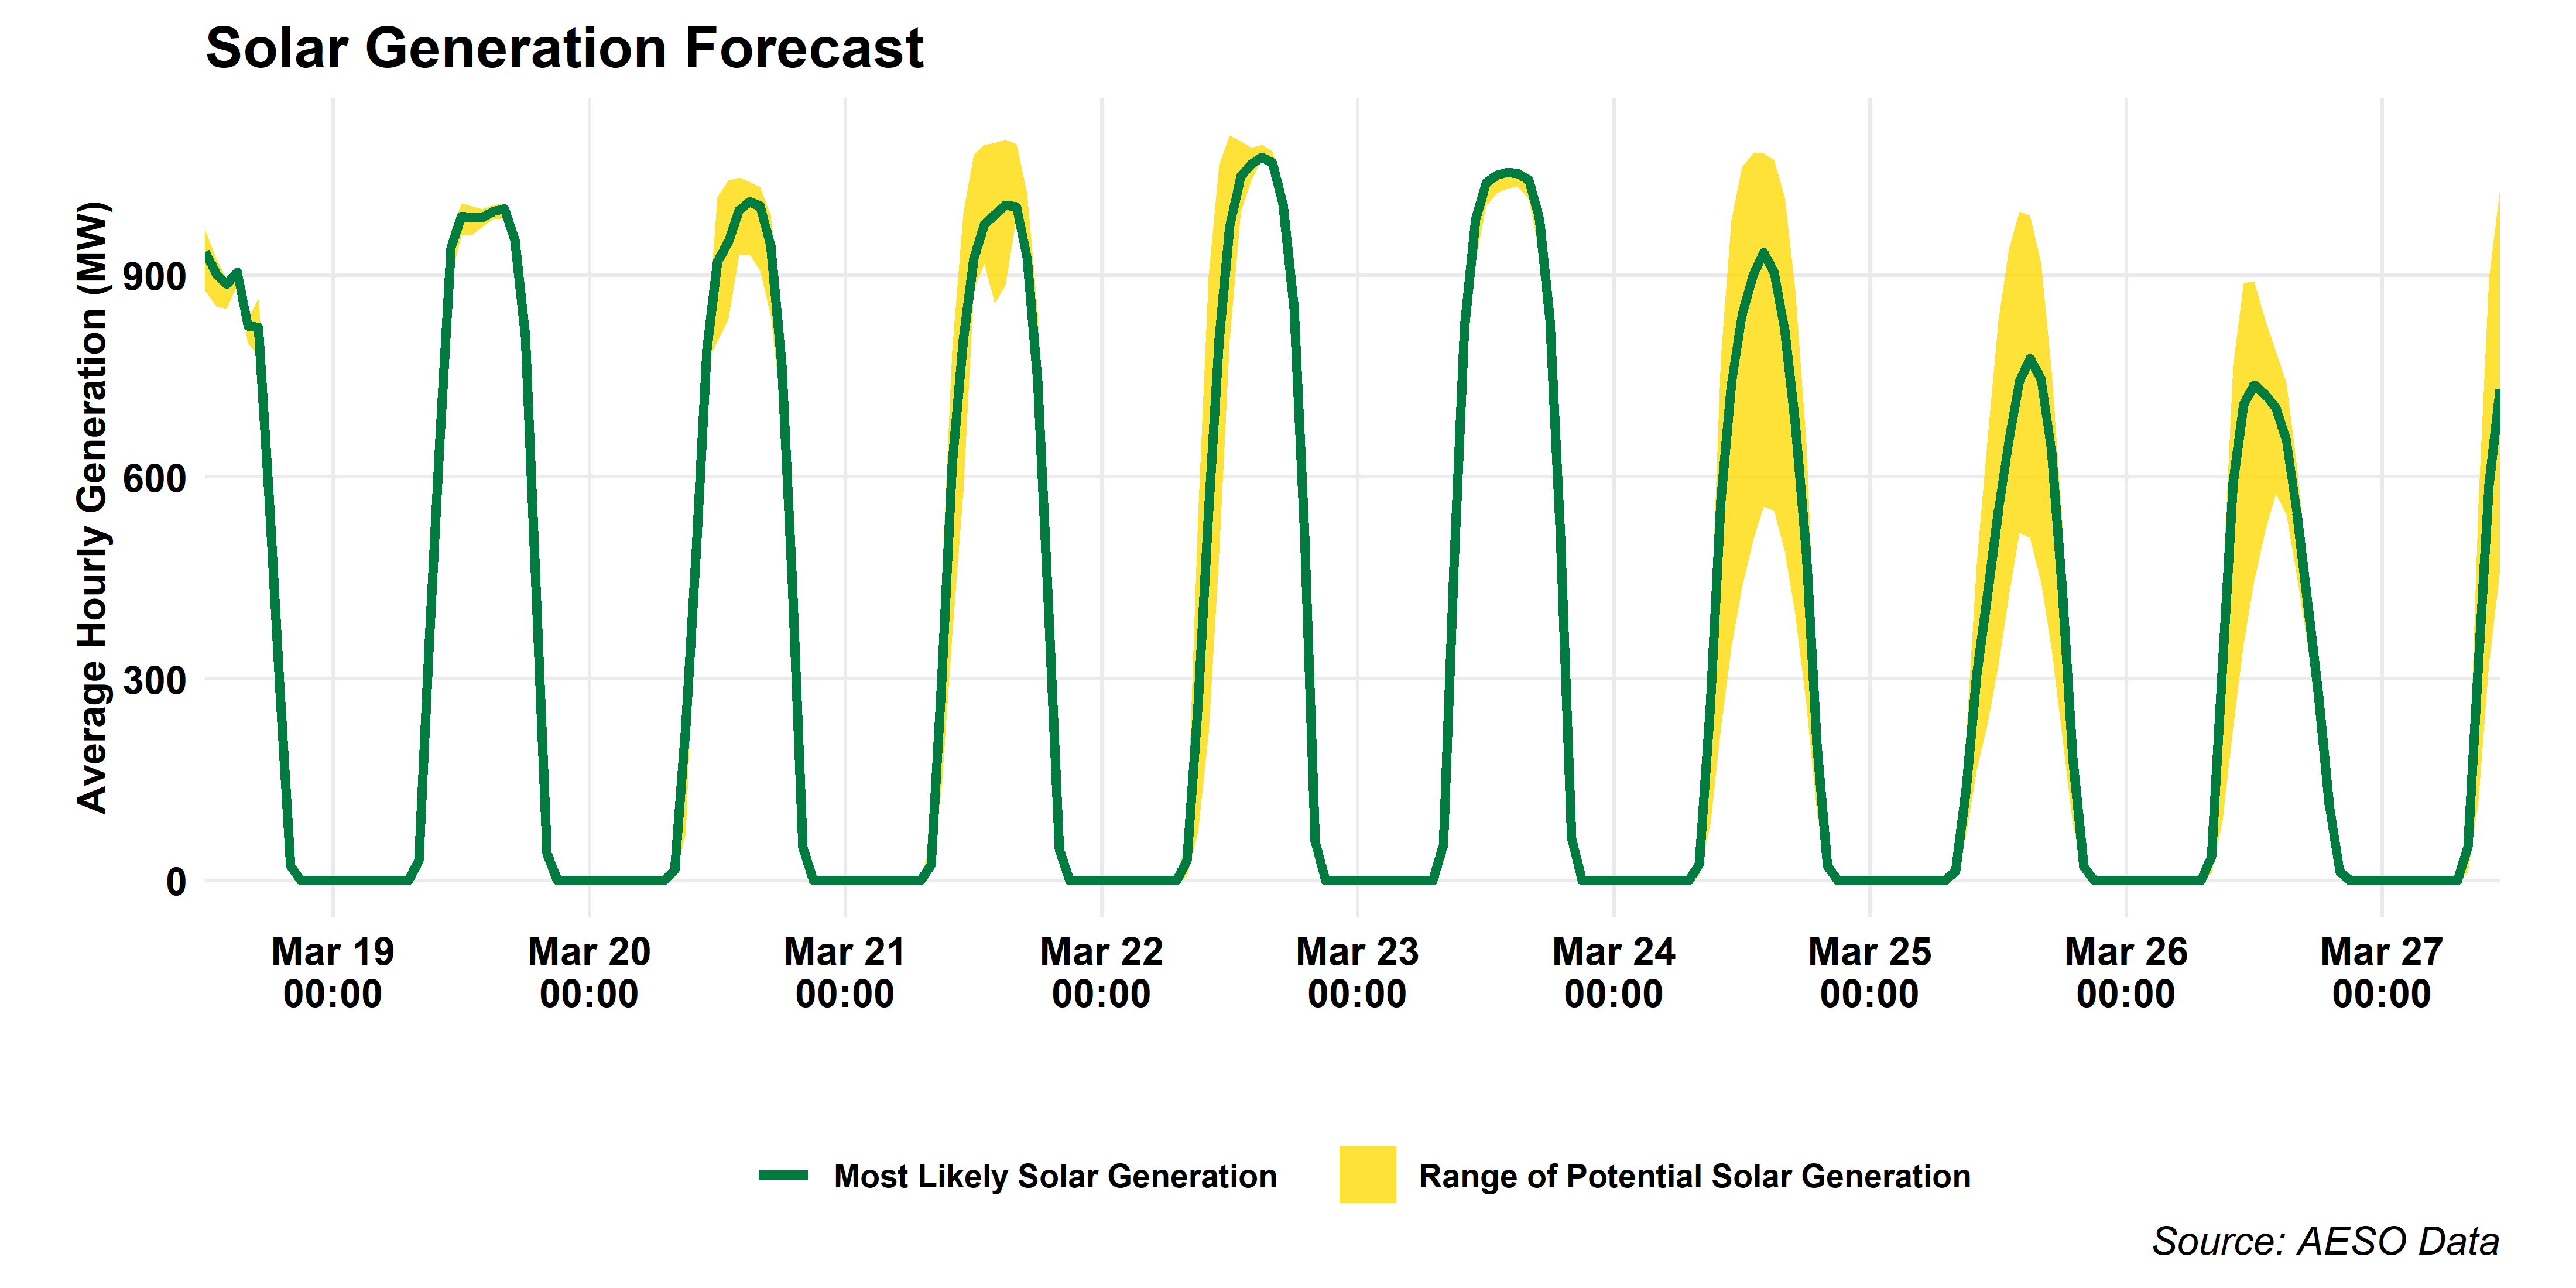 Solar Generation Forecast
Average Hourly Generation (MW)
900
600
300
0
Mar 19
00:00
Mar 20
00:00
Mar 21
00:00
Mar 22
00:00
Mar 23
00:00
Mar 24
00:00
Mar 25
00:00
Mar 26
00:00
Mar 27
00:00
Most Likely Solar Generation
Range of Potential Solar Generation
Source: AESO Data